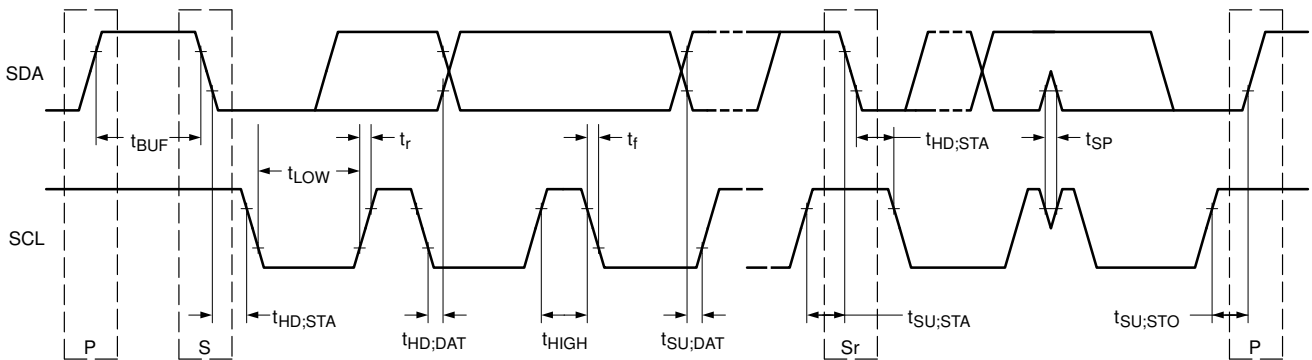 SDA
t_BUF
t_LOW
t_r
t_f
t_HD;STA
t_SP
SCL
t_HD;STA
t_HD;DAT
t_HIGH
t_SU;DAT
t_SU;STA
t_SU;STO
P
S
Sr
P